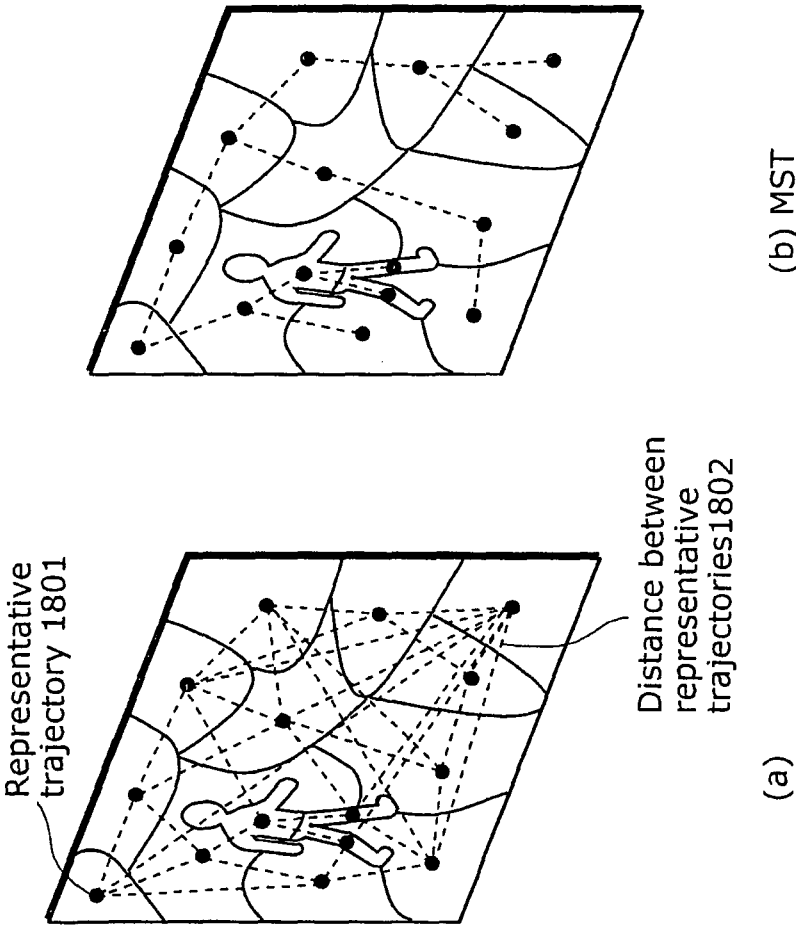 Representative
trajectory 1801
Distance between
representative
trajectories1802
(a)
(b) MST